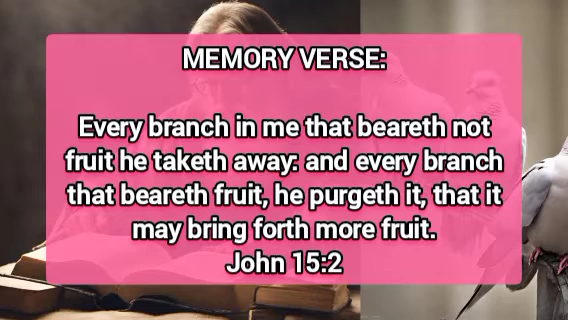 MEMORY VERSE:
Every branch in me that beareth not
fruit he taketh away: and every branch
that beareth fruit, he purgeth it, that it
may bring forth more fruit.
John 15:2